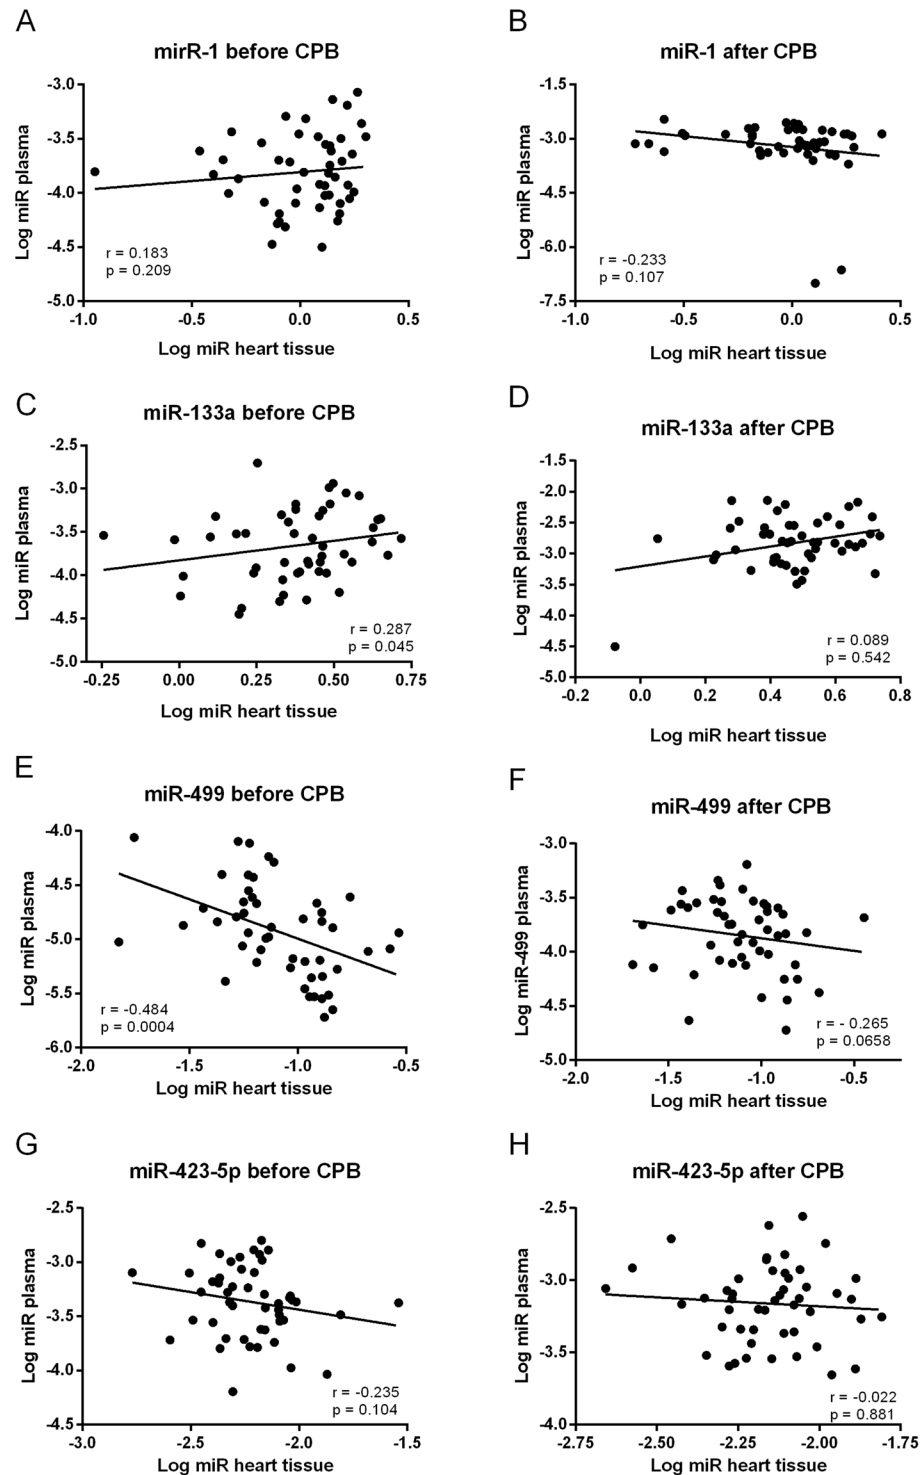 A
mirR-1 before CPB
Log miR plasma
-3.0
-3.5
-4.0
-4.5
-5.0
r = 0.183
p = 0.209
-1.0 -0.5 0.0 0.5
Log miR heart tissue
B
miR-1 after CPB
Log miR plasma
-1.5
-3.0
-4.5
-6.0
-7.5
r = -0.233
p = 0.107
-1.0 -0.5 0.0 0.5
Log miR heart tissue
C
miR-133a before CPB
Log miR plasma
-2.5
-3.0
-3.5
-4.0
-4.5
-5.0
r = 0.287
p = 0.045
-0.25 0.00 0.25 0.50 0.75
Log miR heart tissue
D
miR-133a after CPB
Log miR plasma
-1.5
-2.0
-2.5
-3.0
-3.5
-4.0
-4.5
-5.0
r = 0.089
p = 0.542
-0.2 0.0 0.2 0.4 0.6 0.8
Log miR heart tissue
E
miR-499 before CPB
Log miR plasma
-4.0
-4.5
-5.0
-5.5
-6.0
r = -0.484
p = 0.0004
-2.0 -1.5 -1.0 -0.5
Log miR heart tissue
F
miR-499 after CPB
Log miR-499 plasma
-3.0
-3.5
-4.0
-4.5
-5.0
r = - 0.265
p = 0.0658
-2.0 -1.5 -1.0 -0.5
Log miR heart tissue
G
miR-423-5p before CPB
Log miR plasma
-2.5
-3.0
-3.5
-4.0
-4.5
r = -0.235
p = 0.104
-3.0 -2.5 -2.0 -1.5
Log miR heart tissue
H
miR-423-5p after CPB
Log miR plasma
-2.5
-3.0
-3.5
-4.0
r = -0.022
p = 0.881
-2.75 -2.50 -2.25 -2.00 -1.75
Log miR heart tissue